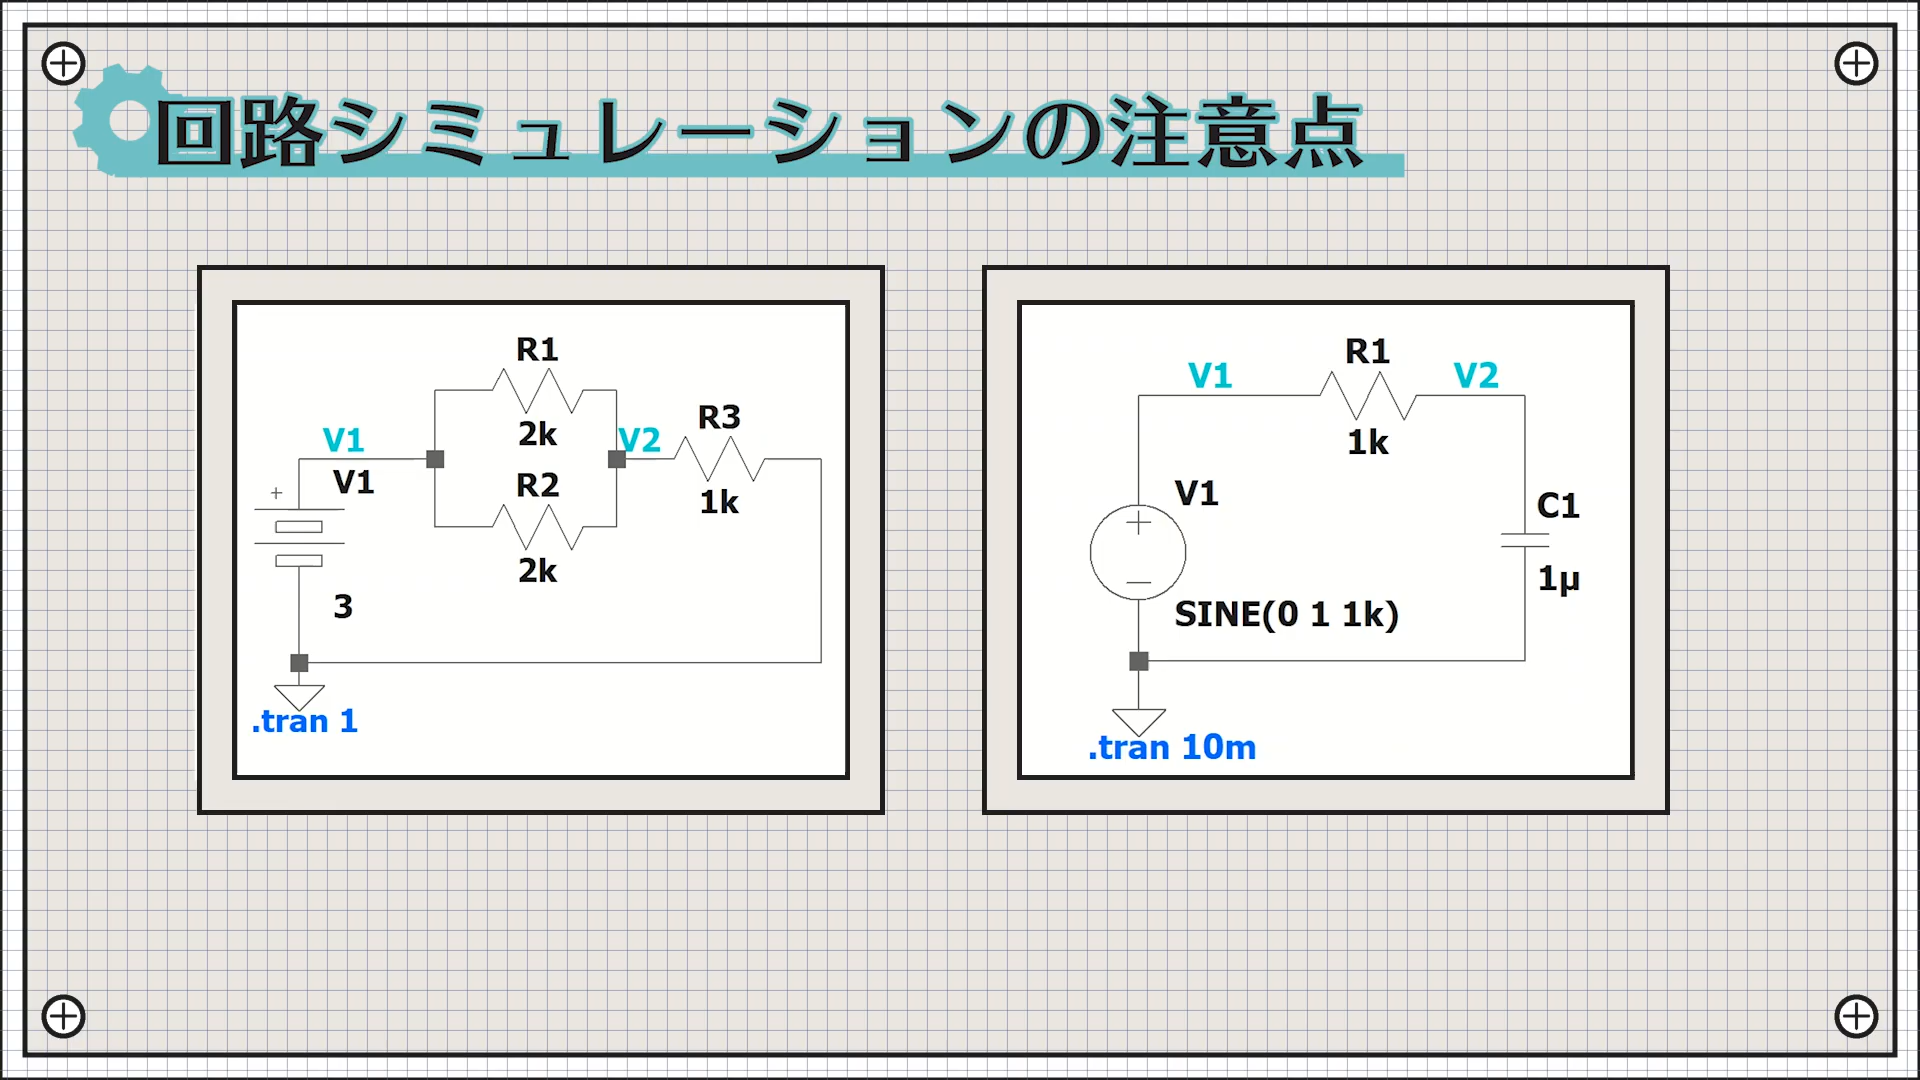 回路シミュレーションの注意点
R1
2k
V1
V1
+
3
R2
2k
V2
R3
1k
.tran 1
V1
R1
1k
V2
V1
SINE(0 1 1k)
C1
1µ
.tran 10m